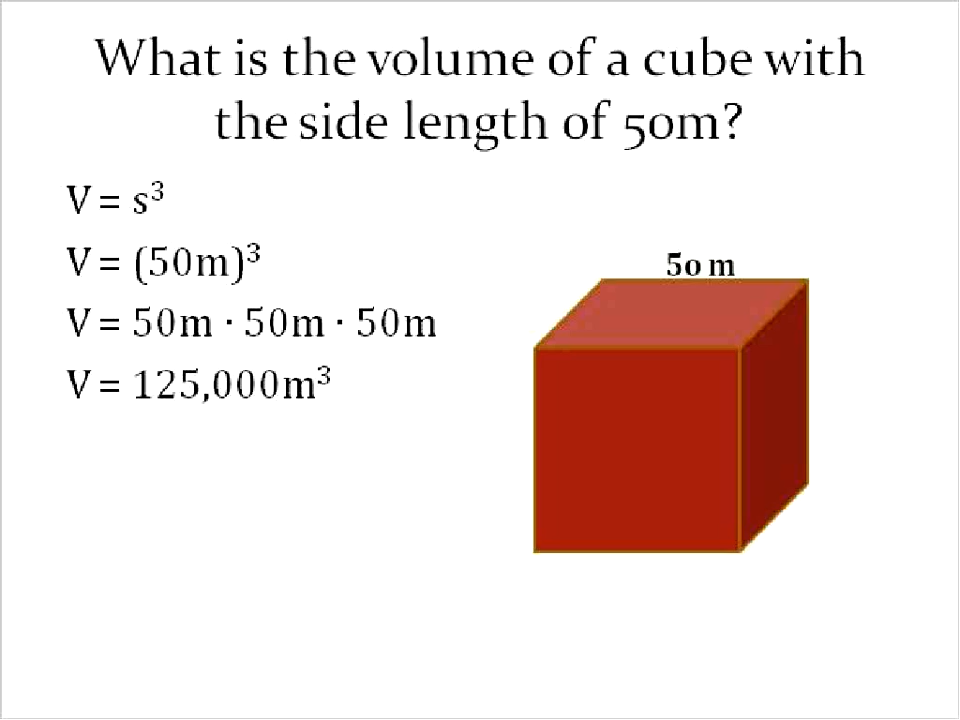 What is the volume of a cube with
the side length of 50m?
V = s³
V = (50m)³
V = 50m · 50m · 50m
V = 125,000m³
50 m